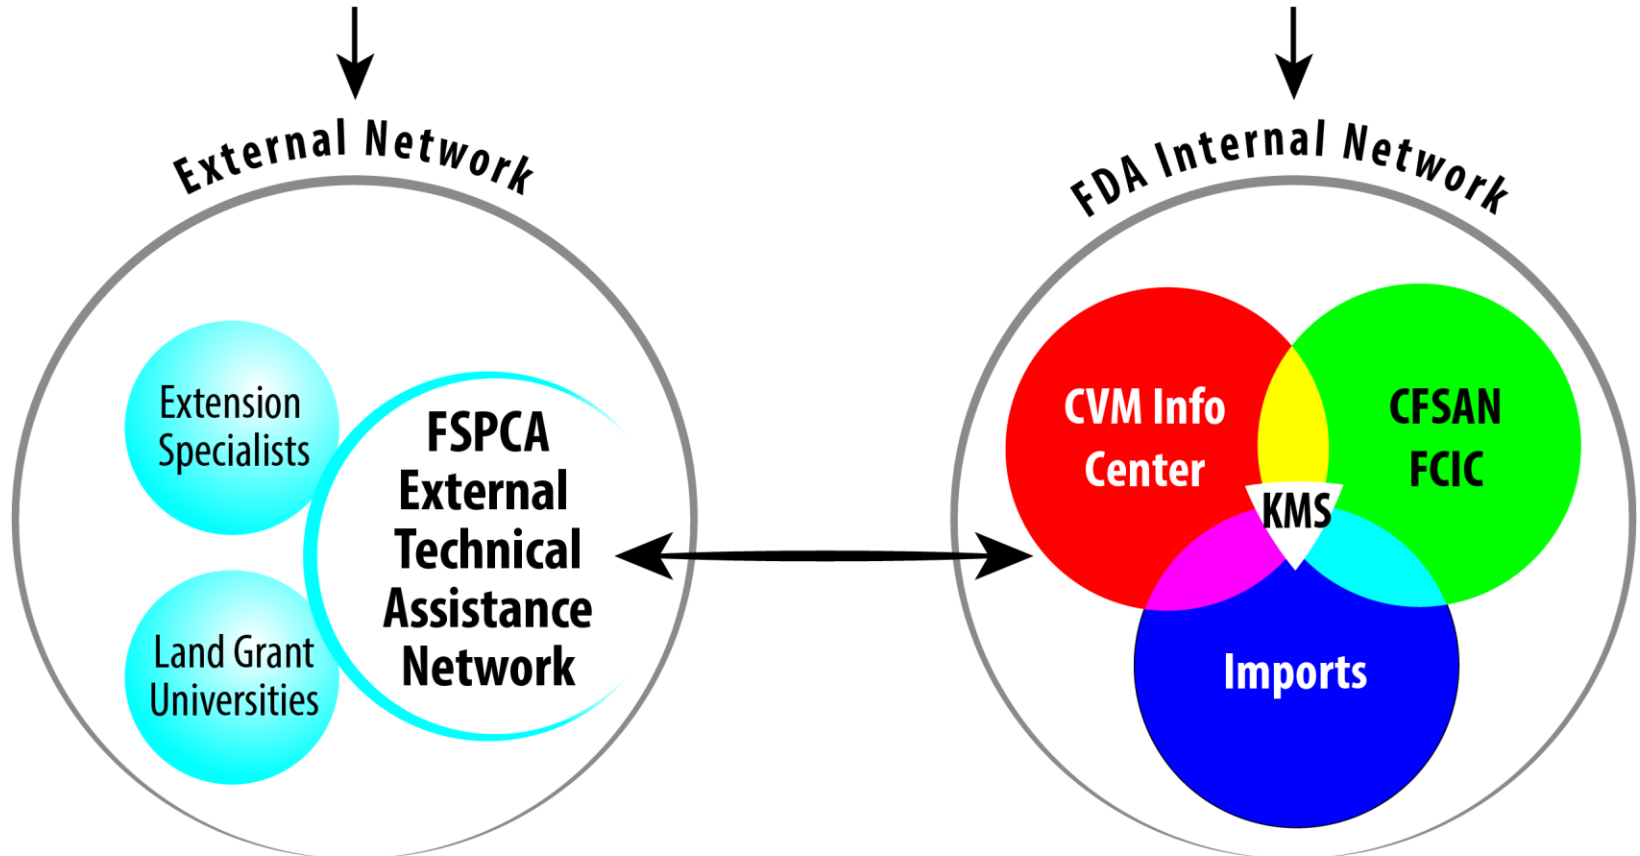 External Network
Extension
Specialists
Land Grant
Universities
FSPCA
External
Technical
Assistance
Network
FDA Internal Network
CVM Info
Center
CFSAN
FCIC
KMS
Imports